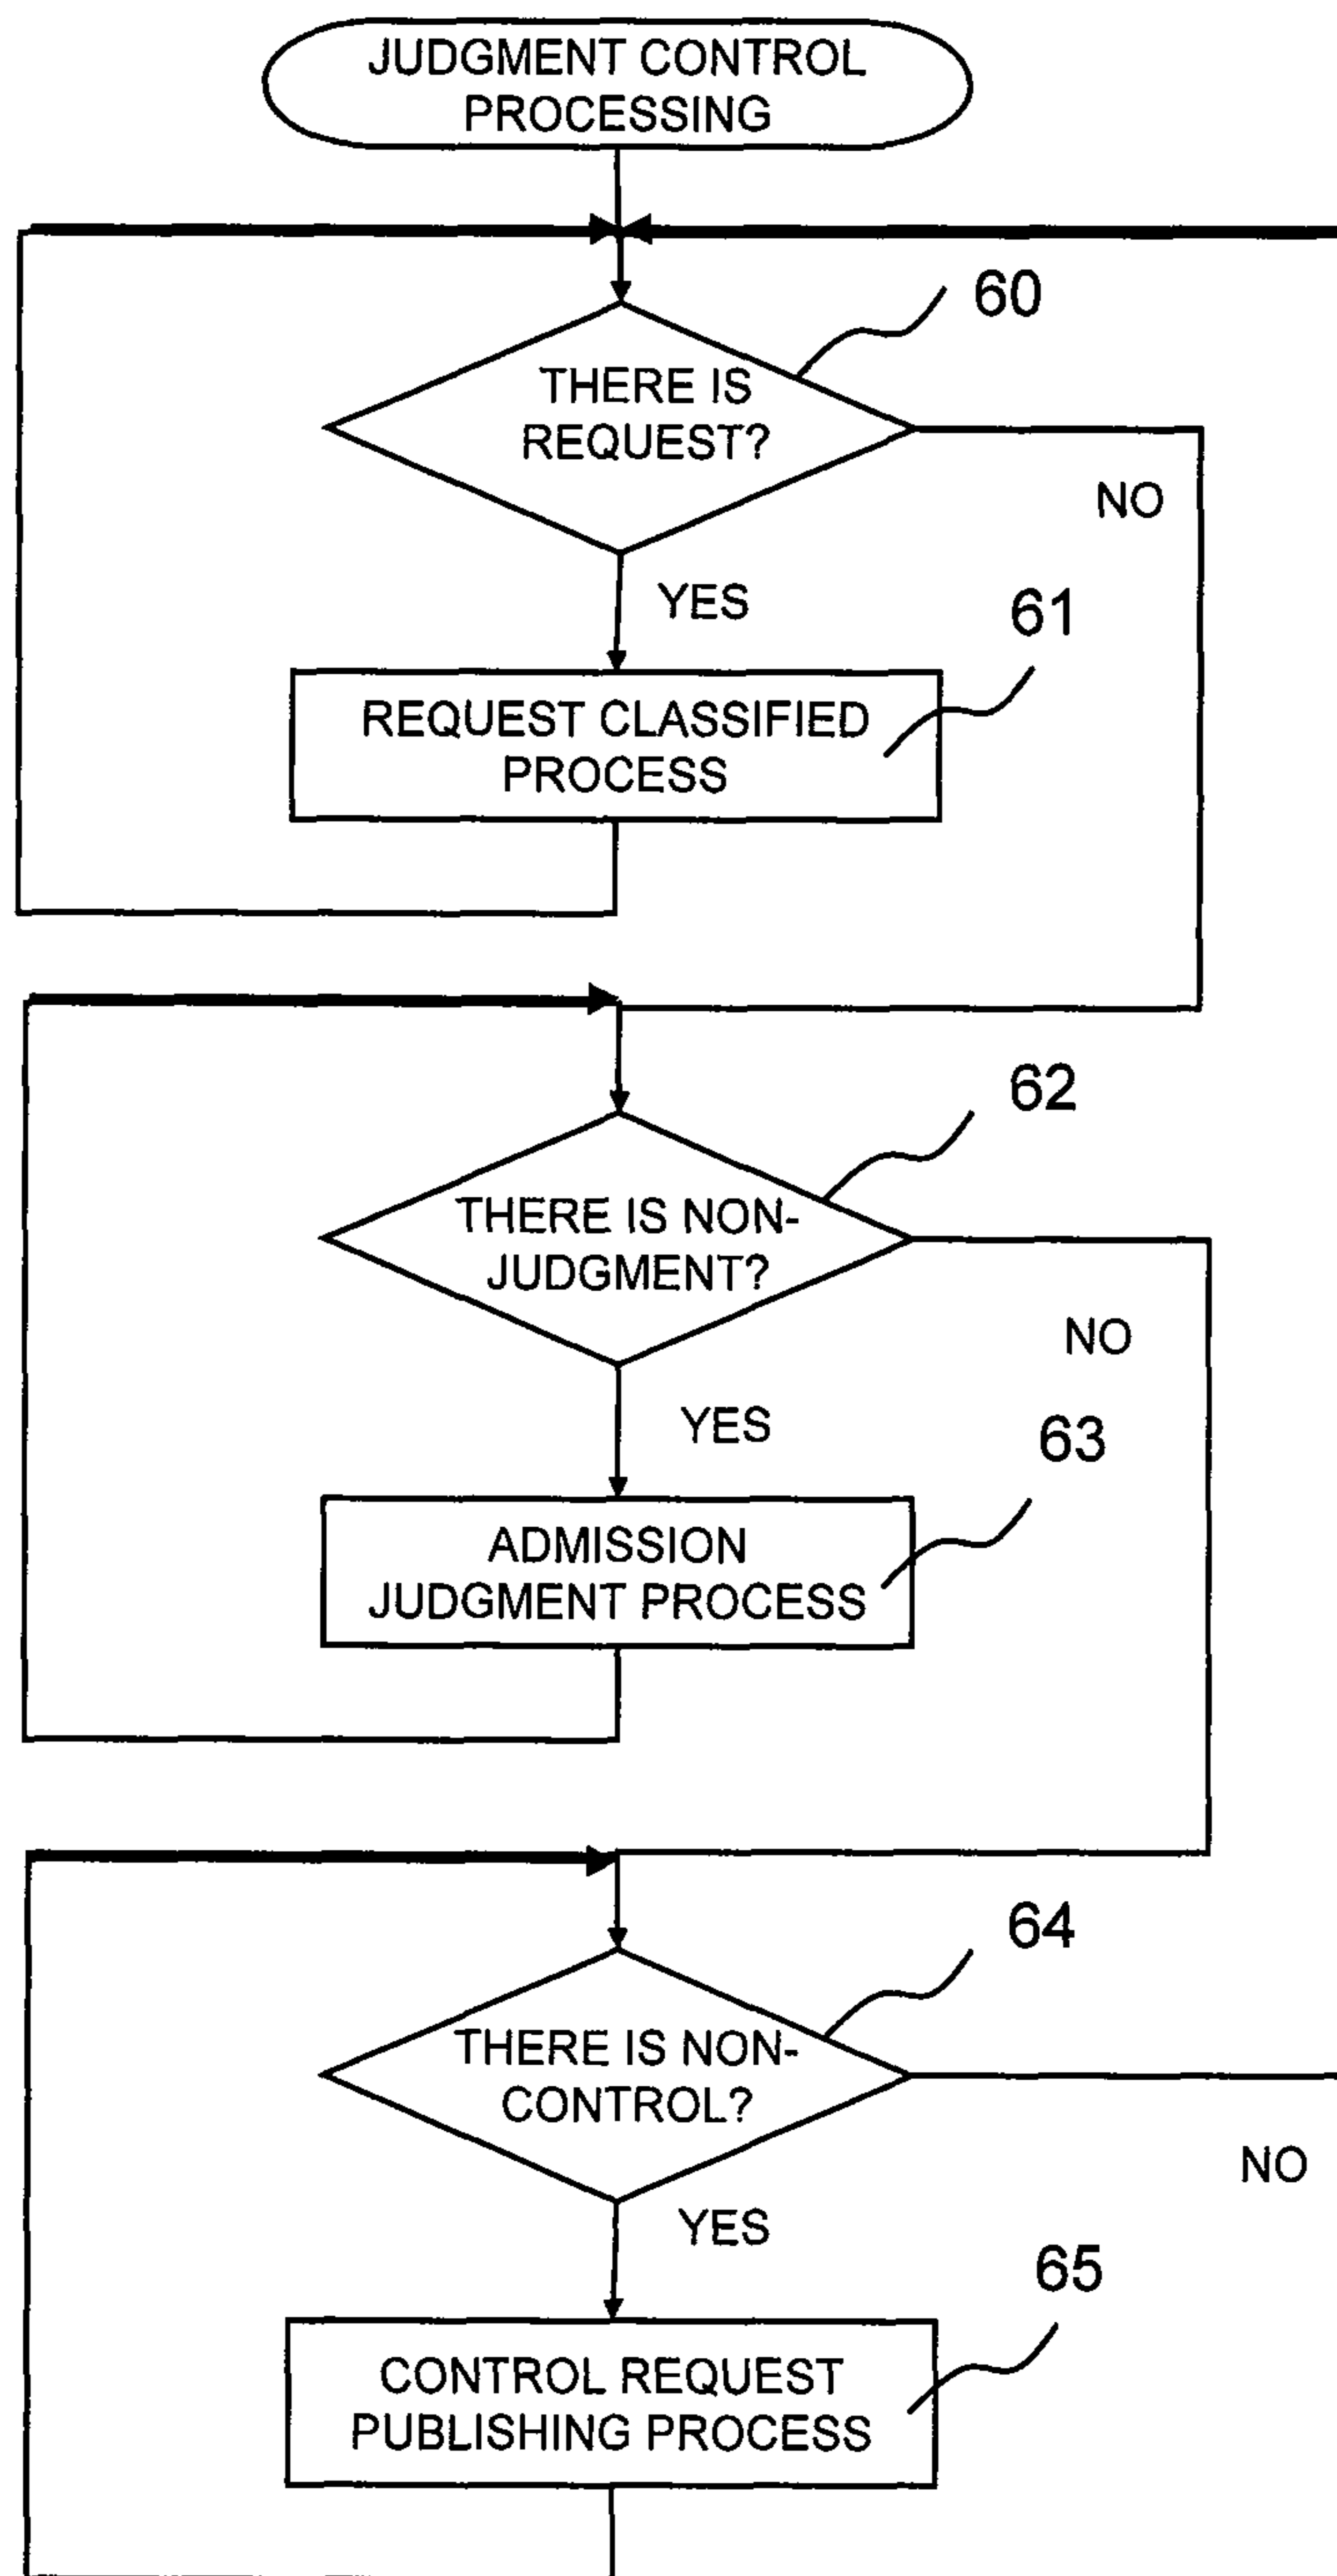 JUDGMENT CONTROL
PROCESSING
60
THERE IS
REQUEST?
NO
YES
61
REQUEST CLASSIFIED
PROCESS
62
THERE IS NON-
JUDGMENT?
NO
YES
63
ADMISSION
JUDGMENT PROCESS
64
THERE IS NON-
CONTROL?
NO
YES
65
CONTROL REQUEST
PUBLISHING PROCESS